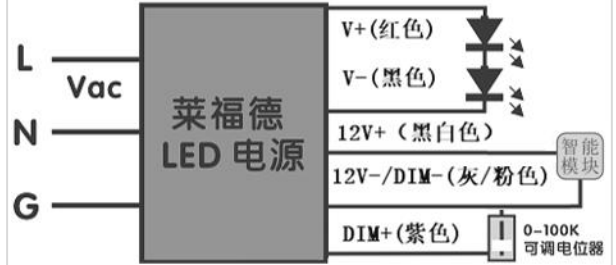 L
Vac
N
G
莱福德
LED 电源
V+(红色)
V-(黑色)
12V+（黑白色）
12V-/DIM-(灰/粉色)
DIM+(紫色)
智能
模块
0-100K
可调电位器